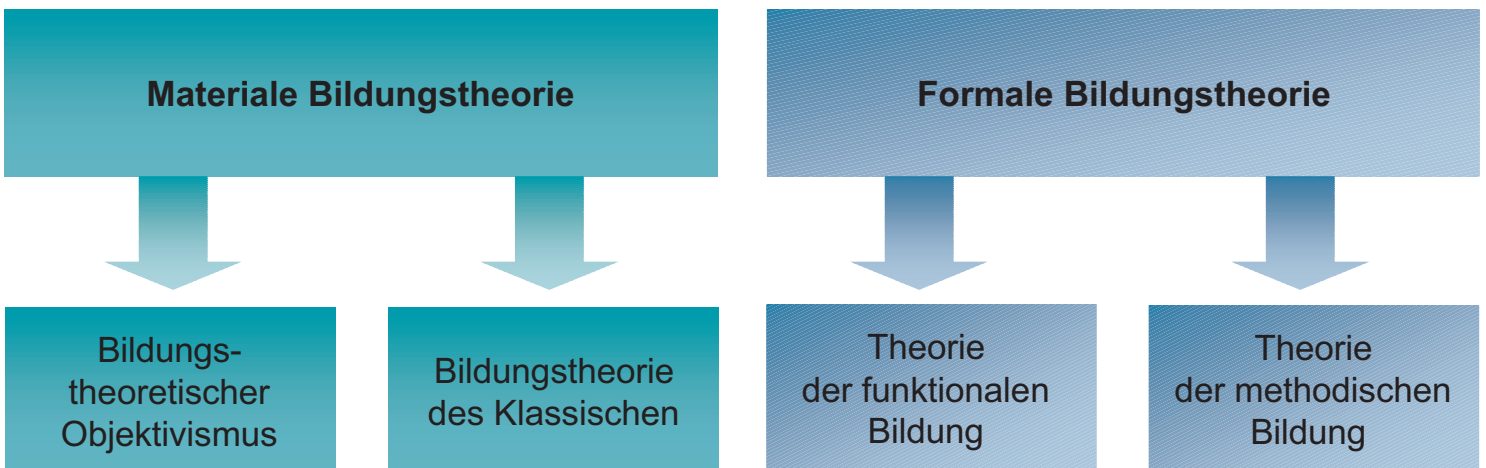 Materiale Bildungstheorie
Formale Bildungstheorie
Bildungs-
theoretischer
Objektivismus
Bildungstheorie
des Klassischen
Theorie
der funktionalen
Bildung
Theorie
der methodischen
Bildung